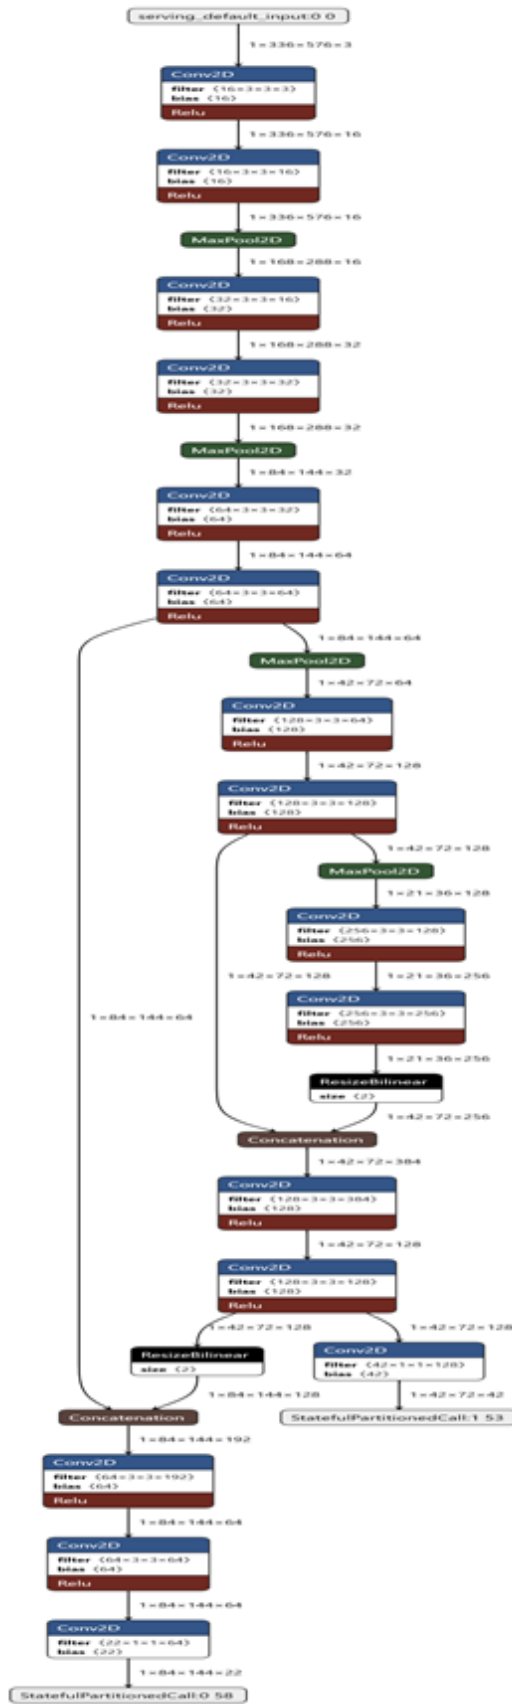 serving_default_input:0 0
1×336×576×3
Conv2D
filter ⟨16×3×3×3⟩
bias ⟨16⟩
Relu
1×336×576×16
Conv2D
filter ⟨16×3×3×16⟩
bias ⟨16⟩
Relu
1×336×576×16
MaxPool2D
1×168×288×16
Conv2D
filter ⟨32×3×3×16⟩
bias ⟨32⟩
Relu
1×168×288×32
Conv2D
filter ⟨32×3×3×32⟩
bias ⟨32⟩
Relu
1×168×288×32
MaxPool2D
1×84×144×32
Conv2D
filter ⟨64×3×3×32⟩
bias ⟨64⟩
Relu
1×84×144×64
Conv2D
filter ⟨64×3×3×64⟩
bias ⟨64⟩
Relu
1×84×144×64
MaxPool2D
1×42×72×64
Conv2D
filter ⟨128×3×3×64⟩
bias ⟨128⟩
Relu
1×42×72×128
Conv2D
filter ⟨128×3×3×128⟩
bias ⟨128⟩
Relu
1×42×72×128
MaxPool2D
1×21×36×128
Conv2D
filter ⟨256×3×3×128⟩
bias ⟨256⟩
Relu
1×42×72×128
1×21×36×256
Conv2D
filter ⟨256×3×3×256⟩
bias ⟨256⟩
1×84×144×64
Relu
1×21×36×256
ResizeBilinear
size ⟨2⟩
1×42×72×256
Concatenation
1×42×72×384
Conv2D
filter ⟨128×3×3×384⟩
bias ⟨128⟩
Relu
1×42×72×128
Conv2D
filter ⟨128×3×3×128⟩
bias ⟨128⟩
Relu
1×42×72×128
1×42×72×128
ResizeBilinear
size ⟨2⟩
Conv2D
filter ⟨42×1×1×128⟩
bias ⟨42⟩
1×84×144×128
1×42×72×42
Concatenation
StatefulPartitionedCall:1 53
1×84×144×192
Conv2D
filter ⟨64×3×3×192⟩
bias ⟨64⟩
Relu
1×84×144×64
Conv2D
filter ⟨64×3×3×64⟩
bias ⟨64⟩
Relu
1×84×144×64
Conv2D
filter ⟨22×1×1×64⟩
bias ⟨22⟩
1×84×144×22
StatefulPartitionedCall:0 58